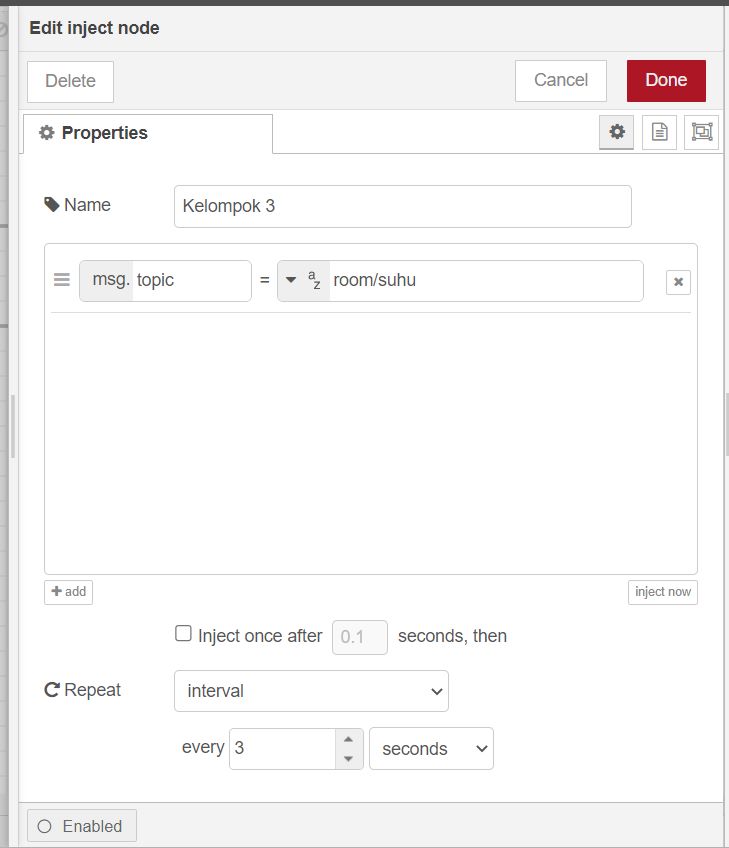 Edit inject node
Delete Cancel Done
Properties
Name Kelompok 3
msg. topic = az room/suhu
add inject now
Inject once after 0.1 seconds, then
Repeat interval
every 3 seconds
Enabled